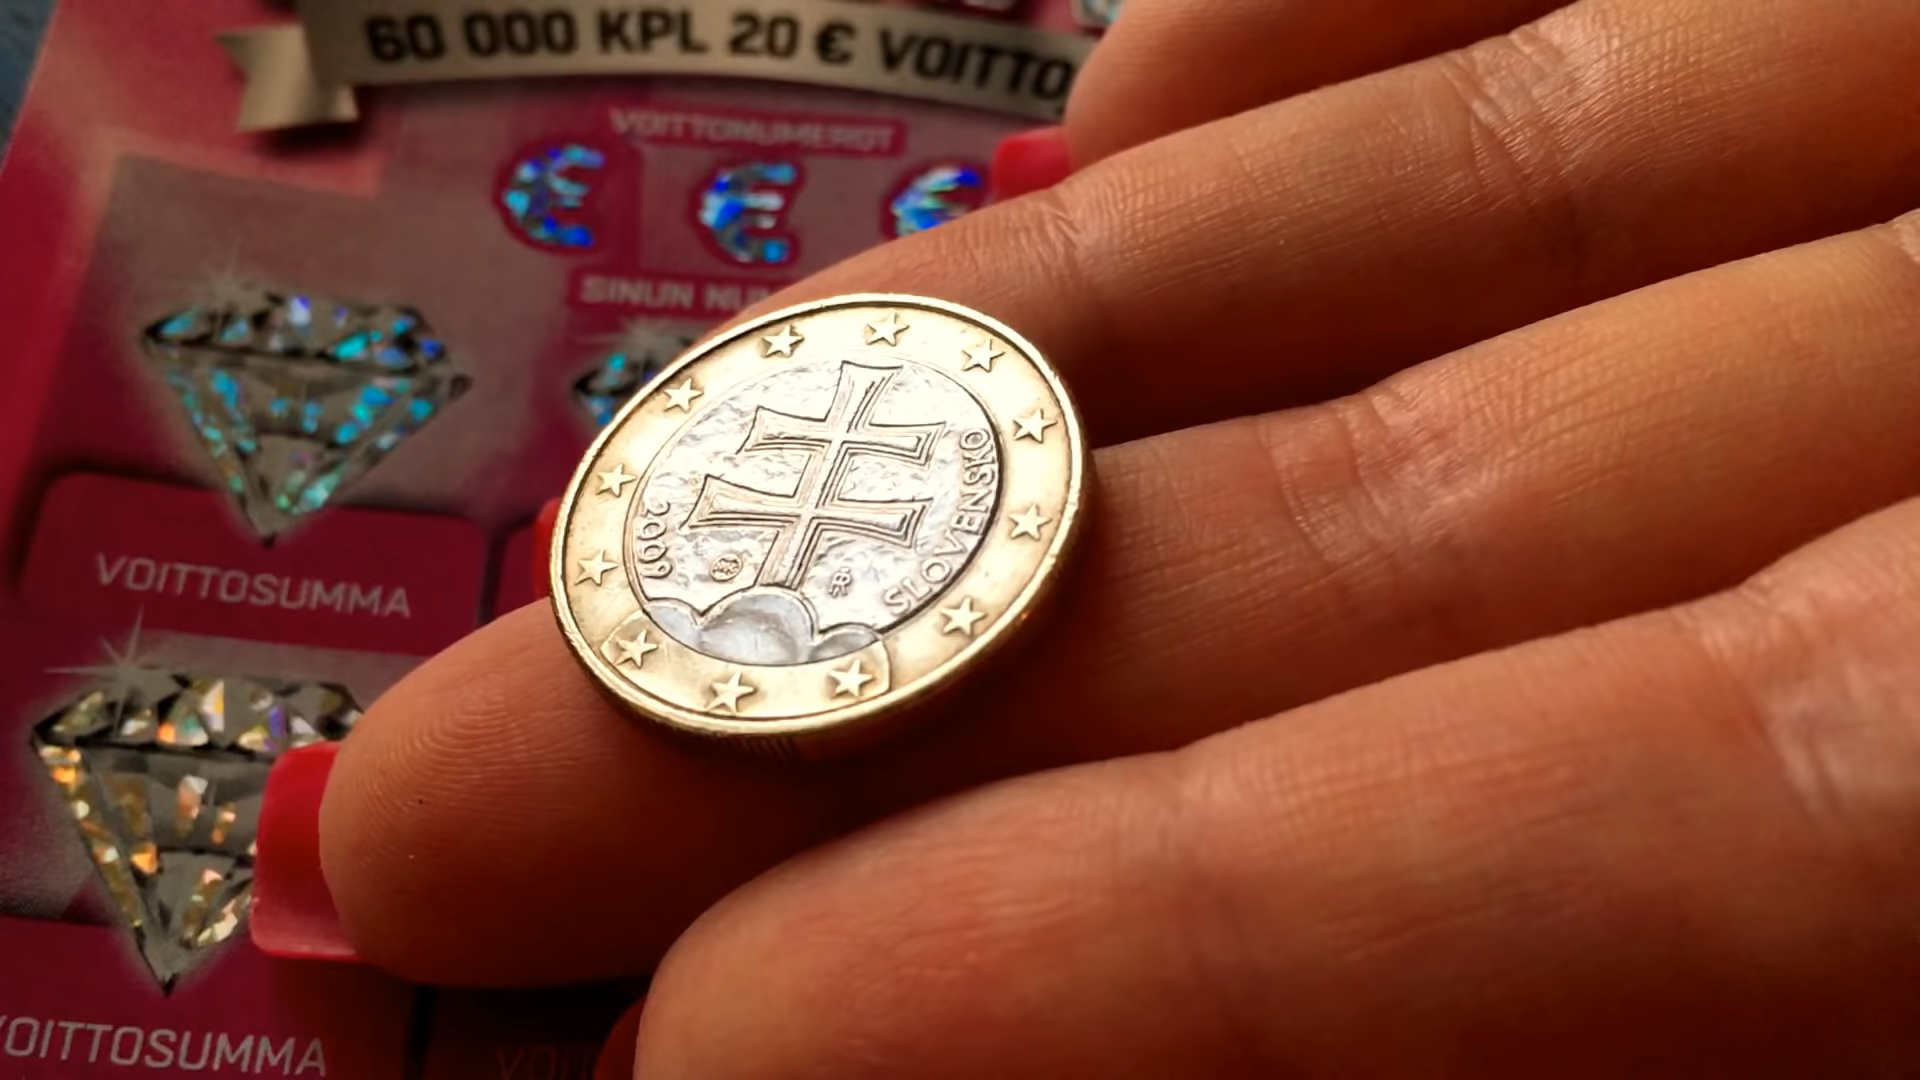 60 000 KPL 20 € VOITTO
VOITTONUMEROT
€ € €
SINUN NU
2009
SLOVENSKO
VOITTOSUMMA
VOITTOSUMMA